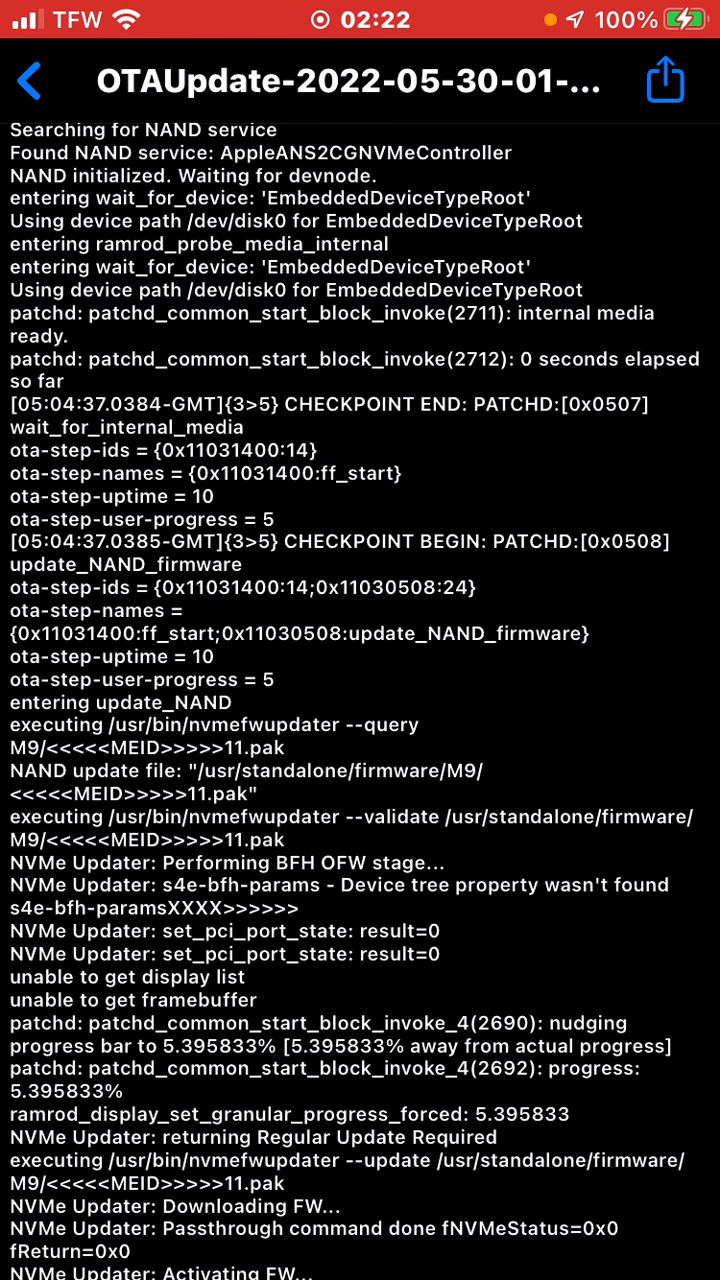 TFW 02:22 100%
OTAUpdate-2022-05-30-01-...
Searching for NAND service
Found NAND service: AppleANS2CGNVMeController
NAND initialized. Waiting for devnode.
entering wait_for_device: 'EmbeddedDeviceTypeRoot'
Using device path /dev/disk0 for EmbeddedDeviceTypeRoot
entering ramrod_probe_media_internal
entering wait_for_device: 'EmbeddedDeviceTypeRoot'
Using device path /dev/disk0 for EmbeddedDeviceTypeRoot
patchd: patchd_common_start_block_invoke(2711): internal media
ready.
patchd: patchd_common_start_block_invoke(2712): 0 seconds elapsed
so far
[05:04:37.0384-GMT]{3>5} CHECKPOINT END: PATCHD:[0x0507]
wait_for_internal_media
ota-step-ids = {0x11031400:14}
ota-step-names = {0x11031400:ff_start}
ota-step-uptime = 10
ota-step-user-progress = 5
[05:04:37.0385-GMT]{3>5} CHECKPOINT BEGIN: PATCHD:[0x0508]
update_NAND_firmware
ota-step-ids = {0x11031400:14;0x11030508:24}
ota-step-names =
{0x11031400:ff_start;0x11030508:update_NAND_firmware}
ota-step-uptime = 10
ota-step-user-progress = 5
entering update_NAND
executing /usr/bin/nvmefwupdater --query
M9/<<<<<MEID>>>>>11.pak
NAND update file: "/usr/standalone/firmware/M9/
<<<<<MEID>>>>>11.pak"
executing /usr/bin/nvmefwupdater --validate /usr/standalone/firmware/
M9/<<<<<MEID>>>>>11.pak
NVMe Updater: Performing BFH OFW stage...
NVMe Updater: s4e-bfh-params - Device tree property wasn't found
s4e-bfh-paramsXXXX>>>>>>
NVMe Updater: set_pci_port_state: result=0
NVMe Updater: set_pci_port_state: result=0
unable to get display list
unable to get framebuffer
patchd: patchd_common_start_block_invoke_4(2690): nudging
progress bar to 5.395833% [5.395833% away from actual progress]
patchd: patchd_common_start_block_invoke_4(2692): progress:
5.395833%
ramrod_display_set_granular_progress_forced: 5.395833
NVMe Updater: returning Regular Update Required
executing /usr/bin/nvmefwupdater --update /usr/standalone/firmware/
M9/<<<<<MEID>>>>>11.pak
NVMe Updater: Downloading FW...
NVMe Updater: Passthrough command done fNVMeStatus=0x0
fReturn=0x0
NVMe Updater: Activating FW...